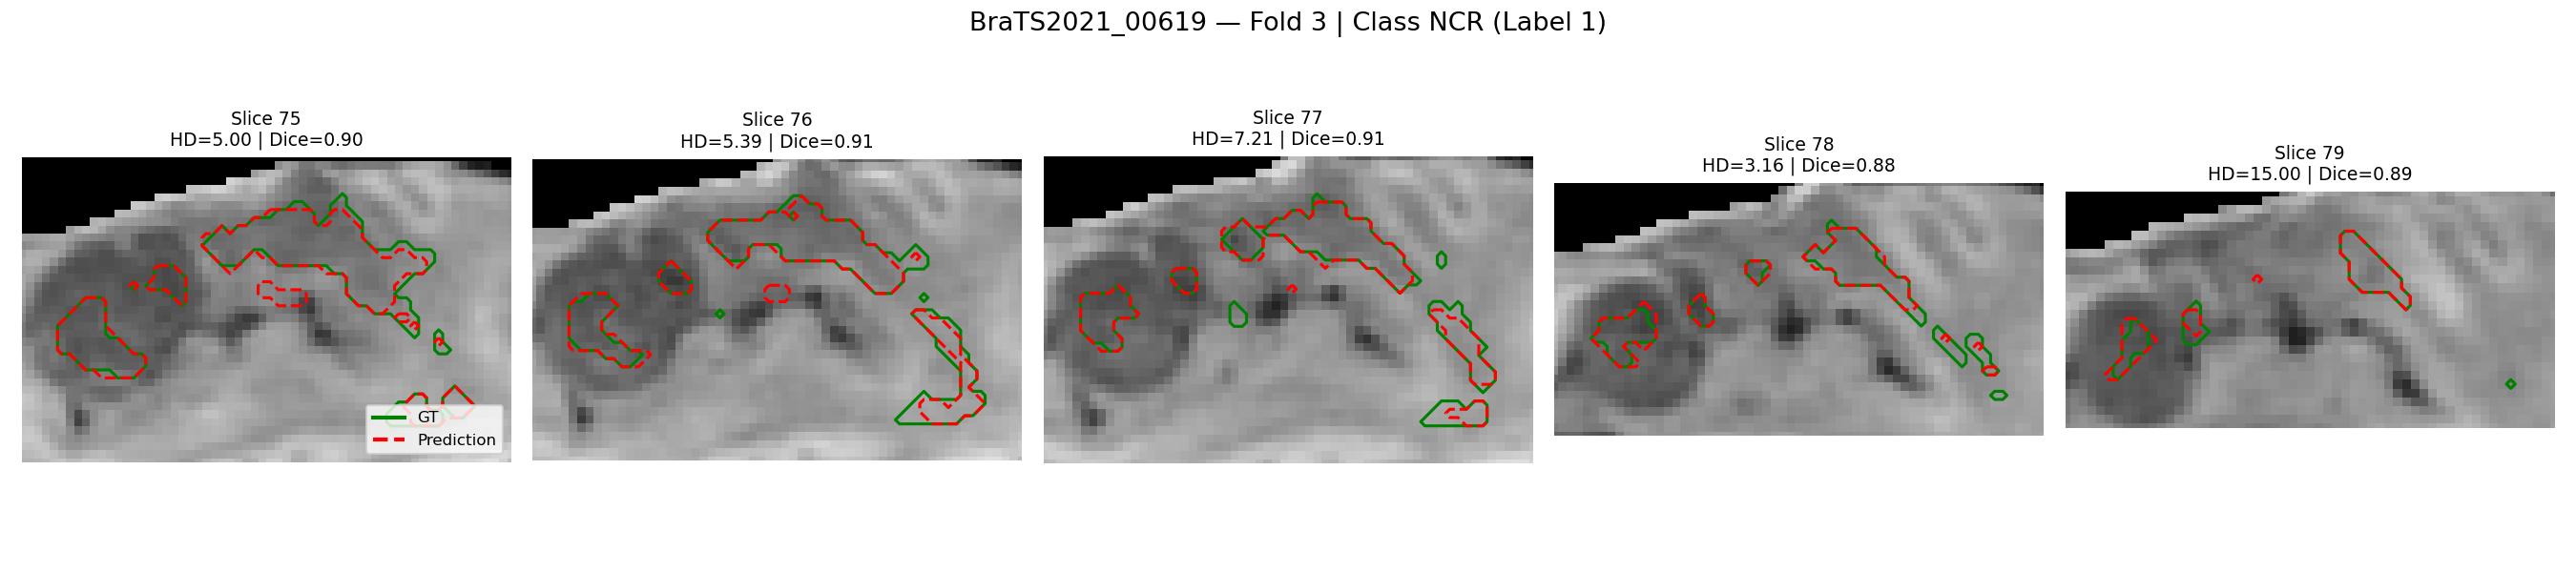 BraTS2021_00619 — Fold 3 | Class NCR (Label 1)
Slice 75
HD=5.00 | Dice=0.90
Slice 76
HD=5.39 | Dice=0.91
Slice 77
HD=7.21 | Dice=0.91
Slice 78
HD=3.16 | Dice=0.88
Slice 79
HD=15.00 | Dice=0.89
GT
Prediction